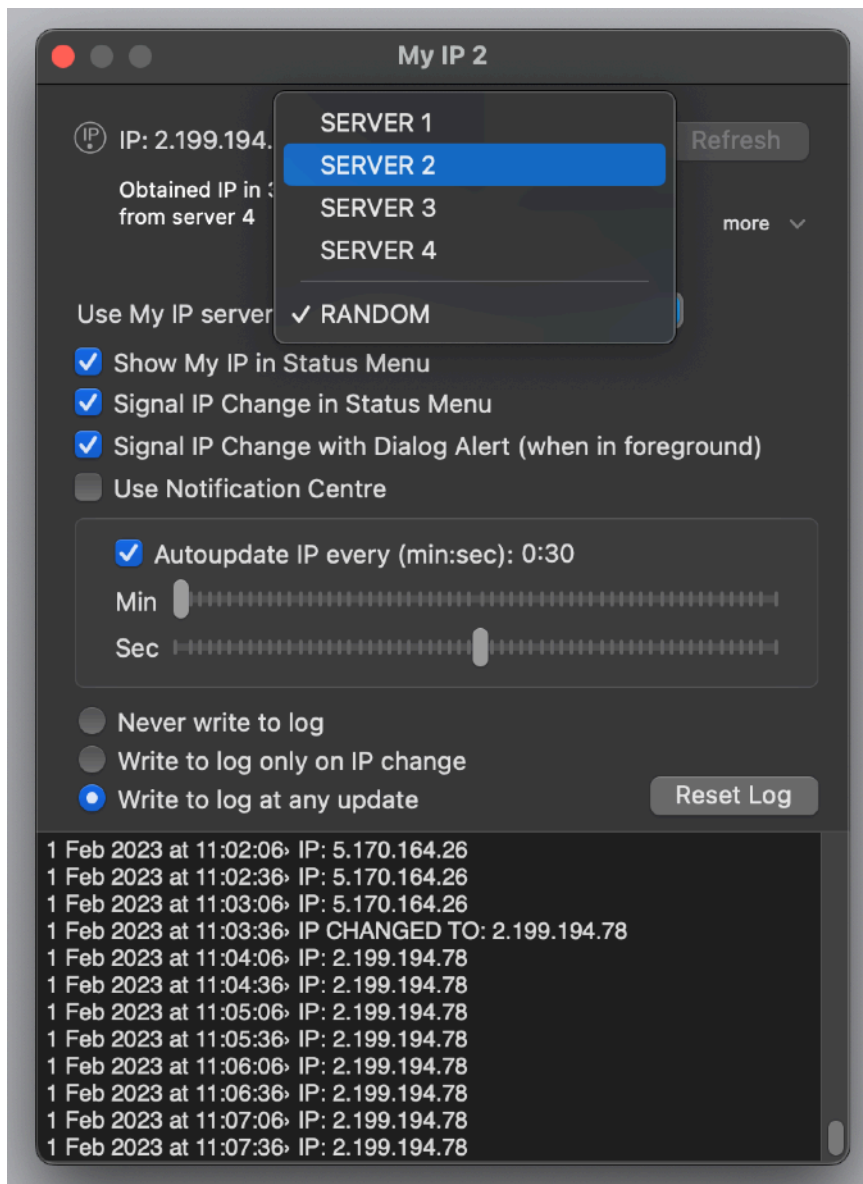 My IP 2
IP
IP: 2.199.194.
Refresh
Obtained IP in
from server 4
more
SERVER 1
SERVER 2
SERVER 3
SERVER 4
✓ RANDOM
Use My IP server
Show My IP in Status Menu
Signal IP Change in Status Menu
Signal IP Change with Dialog Alert (when in foreground)
Use Notification Centre
Autoupdate IP every (min:sec): 0:30
Min
Sec
Never write to log
Write to log only on IP change
Write to log at any update
Reset Log
1 Feb 2023 at 11:02:06› IP: 5.170.164.26
1 Feb 2023 at 11:02:36› IP: 5.170.164.26
1 Feb 2023 at 11:03:06› IP: 5.170.164.26
1 Feb 2023 at 11:03:36› IP CHANGED TO: 2.199.194.78
1 Feb 2023 at 11:04:06› IP: 2.199.194.78
1 Feb 2023 at 11:04:36› IP: 2.199.194.78
1 Feb 2023 at 11:05:06› IP: 2.199.194.78
1 Feb 2023 at 11:05:36› IP: 2.199.194.78
1 Feb 2023 at 11:06:06› IP: 2.199.194.78
1 Feb 2023 at 11:06:36› IP: 2.199.194.78
1 Feb 2023 at 11:07:06› IP: 2.199.194.78
1 Feb 2023 at 11:07:36› IP: 2.199.194.78